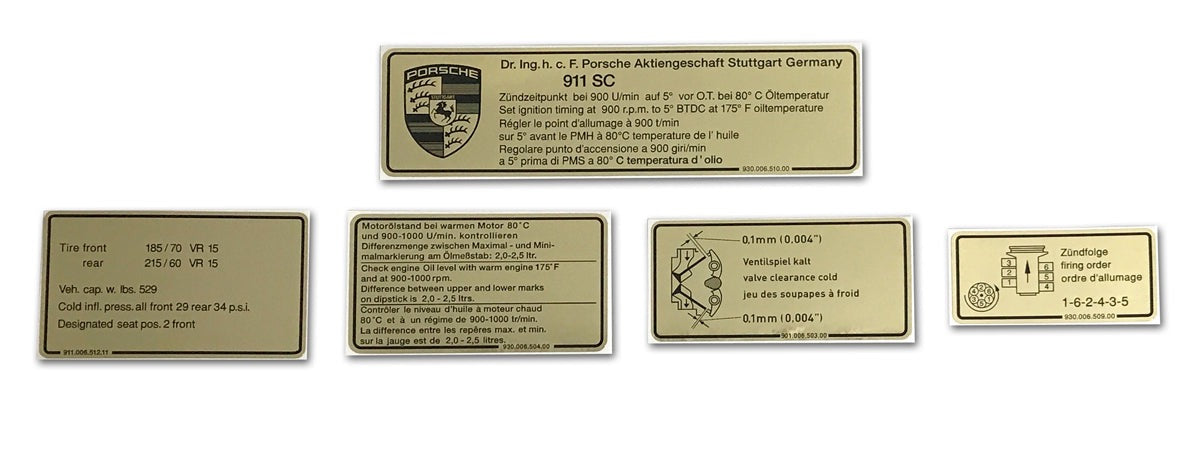 PORSCHE
STUTTGART
Dr. Ing. h. c. F. Porsche Aktiengeschaft Stuttgart Germany
911 SC
Zündzeitpunkt bei 900 U/min auf 5° vor O.T. bei 80° C Öltemperatur
Set ignition timing at 900 r.p.m. to 5° BTDC at 175° F oiltemperature
Régler le point d'allumage à 900 t/min
sur 5° avant le PMH à 80°C temperature de l' huile
Regolare punto d'accensione a 900 giri/min
a 5° prima di PMS a 80° C temperatura d' olio
930.006.510.00
Tire front 185/70 VR 15
rear 215/60 VR 15
Veh. cap. w. lbs. 529
Cold infl. press. all front 29 rear 34 p.s.i.
Designated seat pos. 2 front
911.006.512.11
Motorölstand bei warmen Motor 80°C
und 900-1000 U/min. kontrollieren
Differenzmenge zwischen Maximal - und Mini-
malmarkierung am Ölmeßstab: 2,0-2,5 ltr.
Check engine Oil level with warm engine 175°F
and at 900-1000 rpm.
Difference between upper and lower marks
on dipstick is 2,0 - 2,5 ltrs.
Contrôler le niveau d'huile à moteur chaud
80°C et à un régime de 900-1000 tr/min.
La difference entre les repères max. et min.
sur la jauge est de 2,0 - 2,5 litres.
930.006.504.00
0,1mm (0.004")
Ventilspiel kalt
valve clearance cold
jeu des soupapes à froid
0,1mm (0.004")
901.006.503.00
Zündfolge
firing order
ordre d'allumage
1-6-2-4-3-5
3
2
1
6
5
4
930.006.509.00